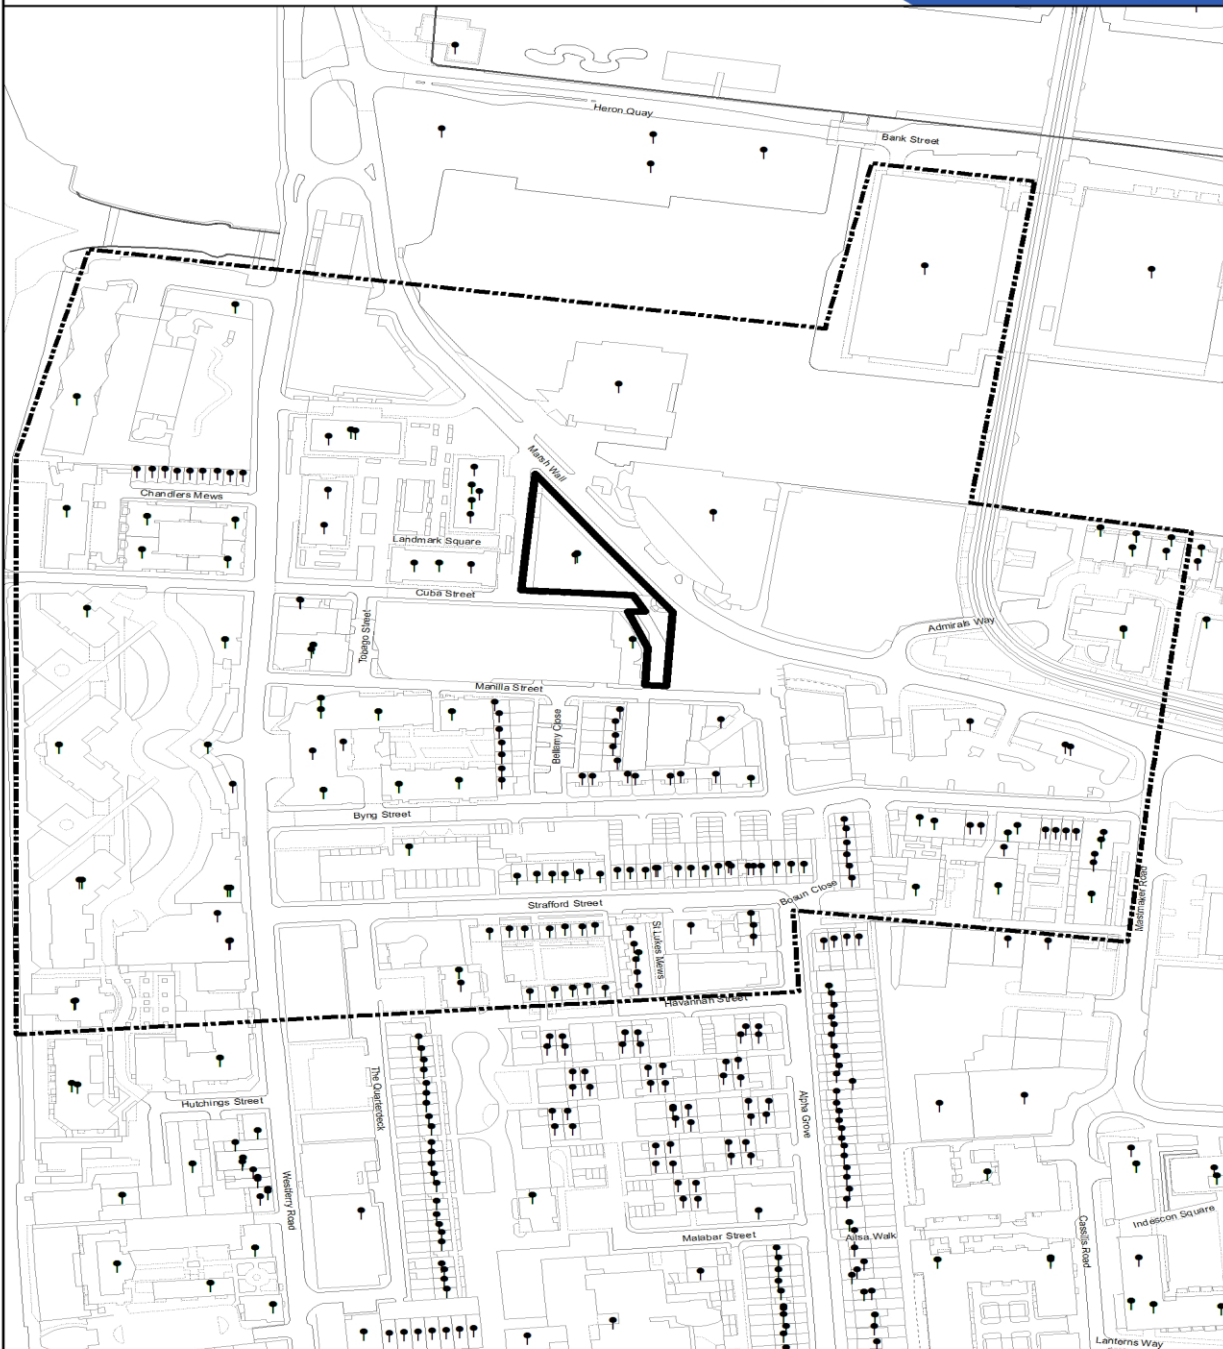 Heron Quay
Bank Street
Marsh Wall
Chandlers Mews
Landmark Square
Cuba Street
Tobago Street
Admirals Way
Manilla Street
Bellamy Close
Byng Street
Mastmaker Road
Bosun Close
Strafford Street
St Lukes Mews
Havannah Street
The Quarterdeck
Hutchings Street
Alpha Grove
Westferry Road
Indescon Square
Malabar Street
Ailsa Walk
Cassilis Road
Lanterns Way